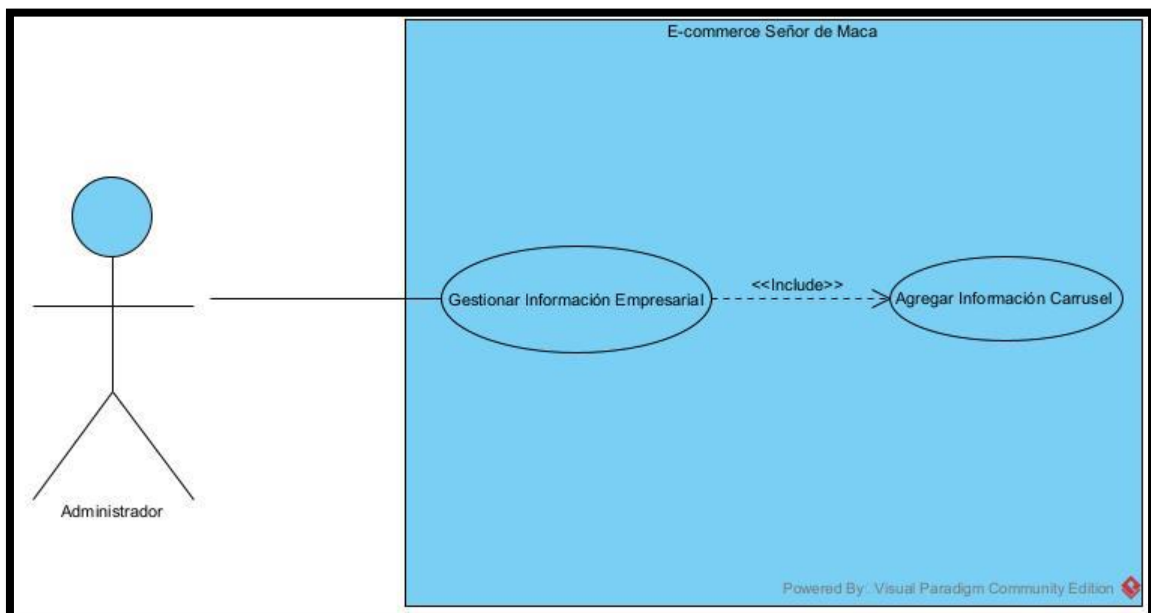 E-commerce Señor de Maca
Gestionar Información Empresarial
<<Include>>
Agregar Información Carrusel
Administrador
Powered By: Visual Paradigm Community Edition